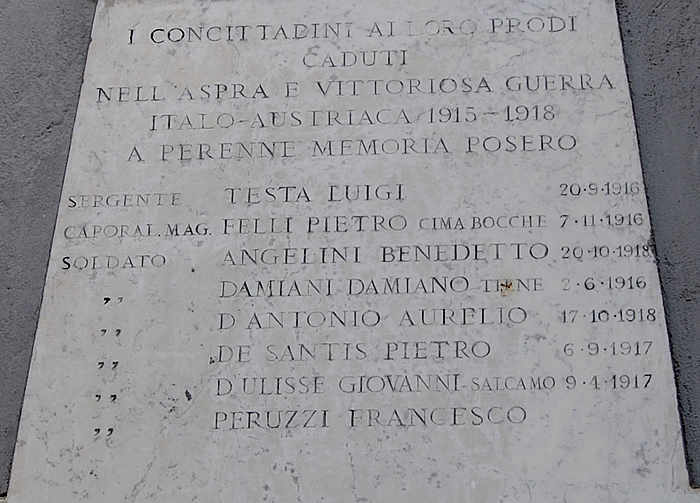 I CONCITTADINI AI LORO PRODI
CADUTI
NELL'ASPRA E VITTORIOSA GUERRA
ITALO-AUSTRIACA 1915-1918
A PERENNE MEMORIA POSERO
SERGENTE TESTA LUIGI 20·9·1916
CAPORAL. MAG. FELLI PIETRO CIMA BOCCHE 7·11·1916
SOLDATO ANGELINI BENEDETTO 20·10·1918
,, DAMIANI DAMIANO 2·6·1916
,, D'ANTONIO AURELIO 17·10·1918
,, DE SANTIS PIETRO 6·9·1917
,, D'ULISSE GIOVANNI-SALCAMO 9·4·1917
,, PERUZZI FRANCESCO